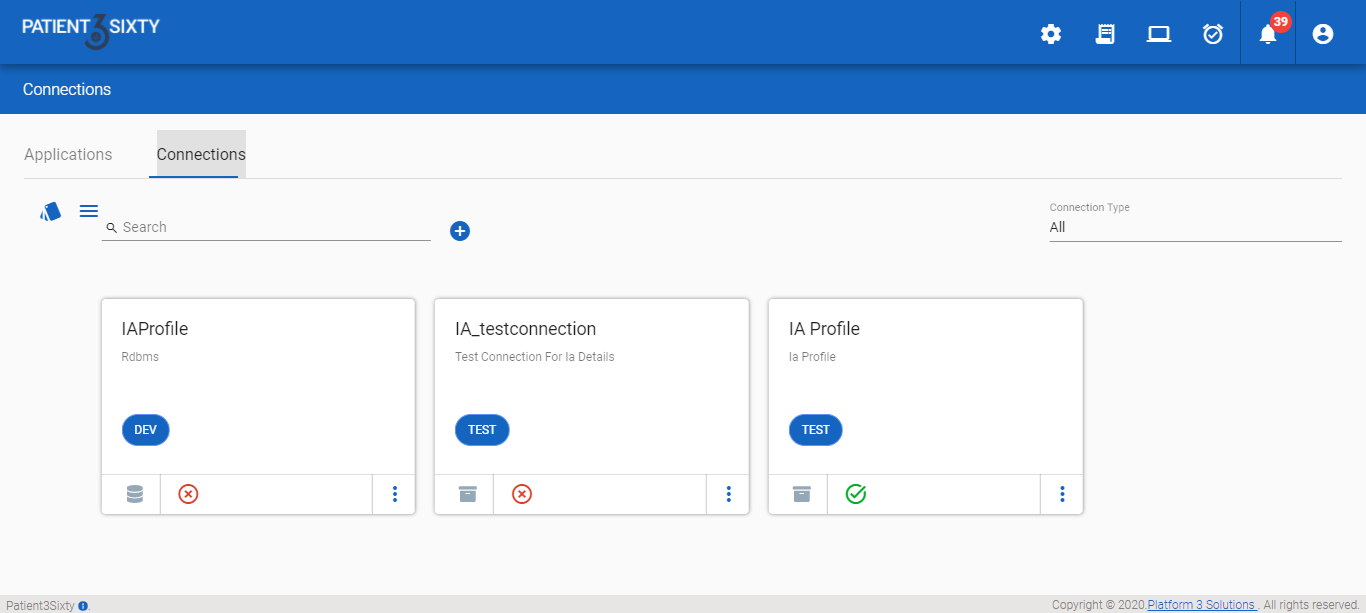 PATIENT3SIXTY
39
Connections
Applications
Connections
Search
Connection Type
All
IAProfile
Rdbms
DEV
IA_testconnection
Test Connection For Ia Details
TEST
IA Profile
Ia Profile
TEST
Patient3Sixty
Copyright © 2020.Platform 3 Solutions . All rights reserved.